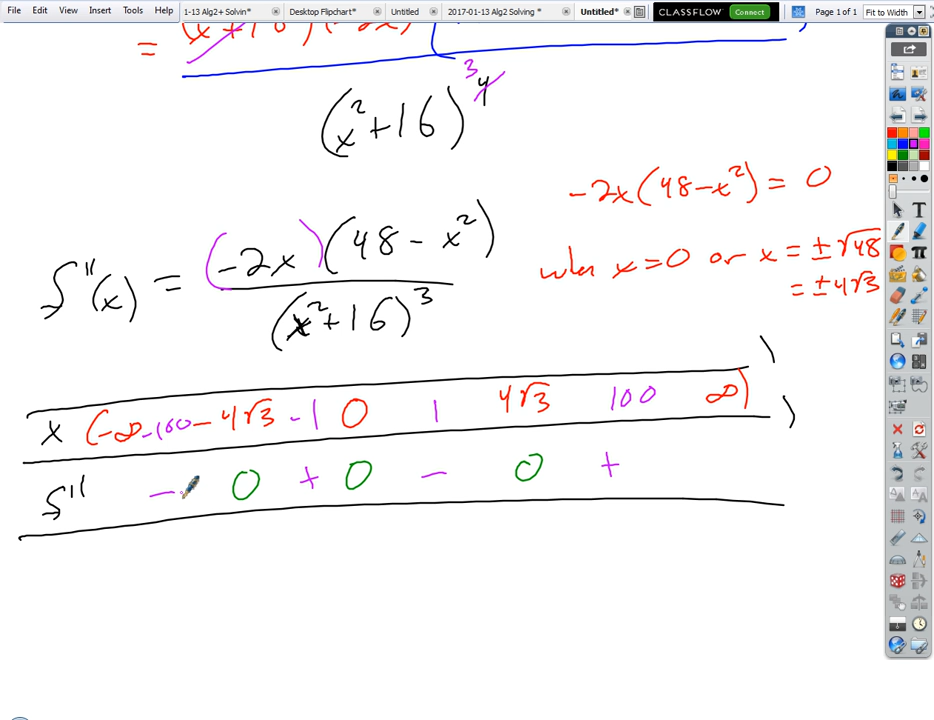 File Edit View Insert Tools Help 1-13 Alg2+ Solvin* Desktop Flipchart* Untitled 2017-01-13 Alg2 Solving * Untitled* CLASSFLOW Connect Page 1 of 1 Fit to Width
=
(x²+16)³ 4
-2x(48-x²) = 0
f''(x) = (-2x)(48-x²) / (x²+16)³
when x=0 or x = ±√48
= ±4√3
x (-∞ -100 -4√3 -1 0 1 4√3 100 ∞)
f'' - 0 + 0 - 0 +